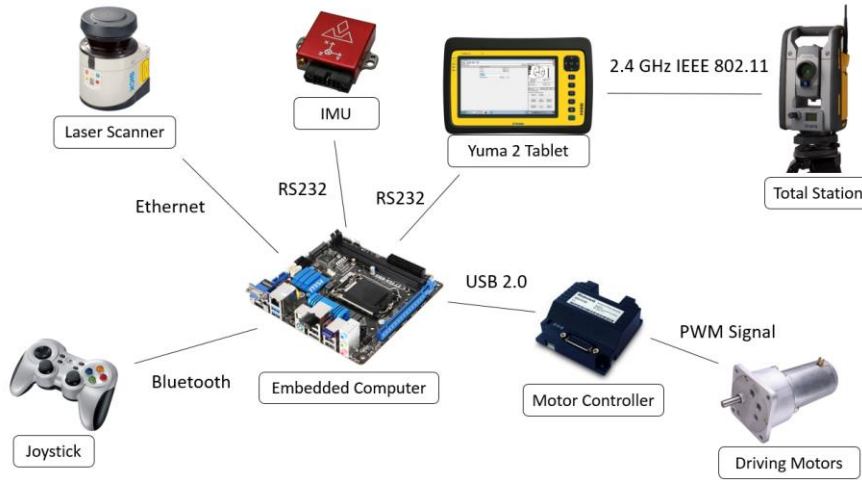 2.4 GHz IEEE 802.11
Laser Scanner
IMU
Yuma 2 Tablet
Total Station
RS232
RS232
Ethernet
USB 2.0
PWM Signal
Bluetooth
Embedded Computer
Motor Controller
Joystick
Driving Motors
SICK